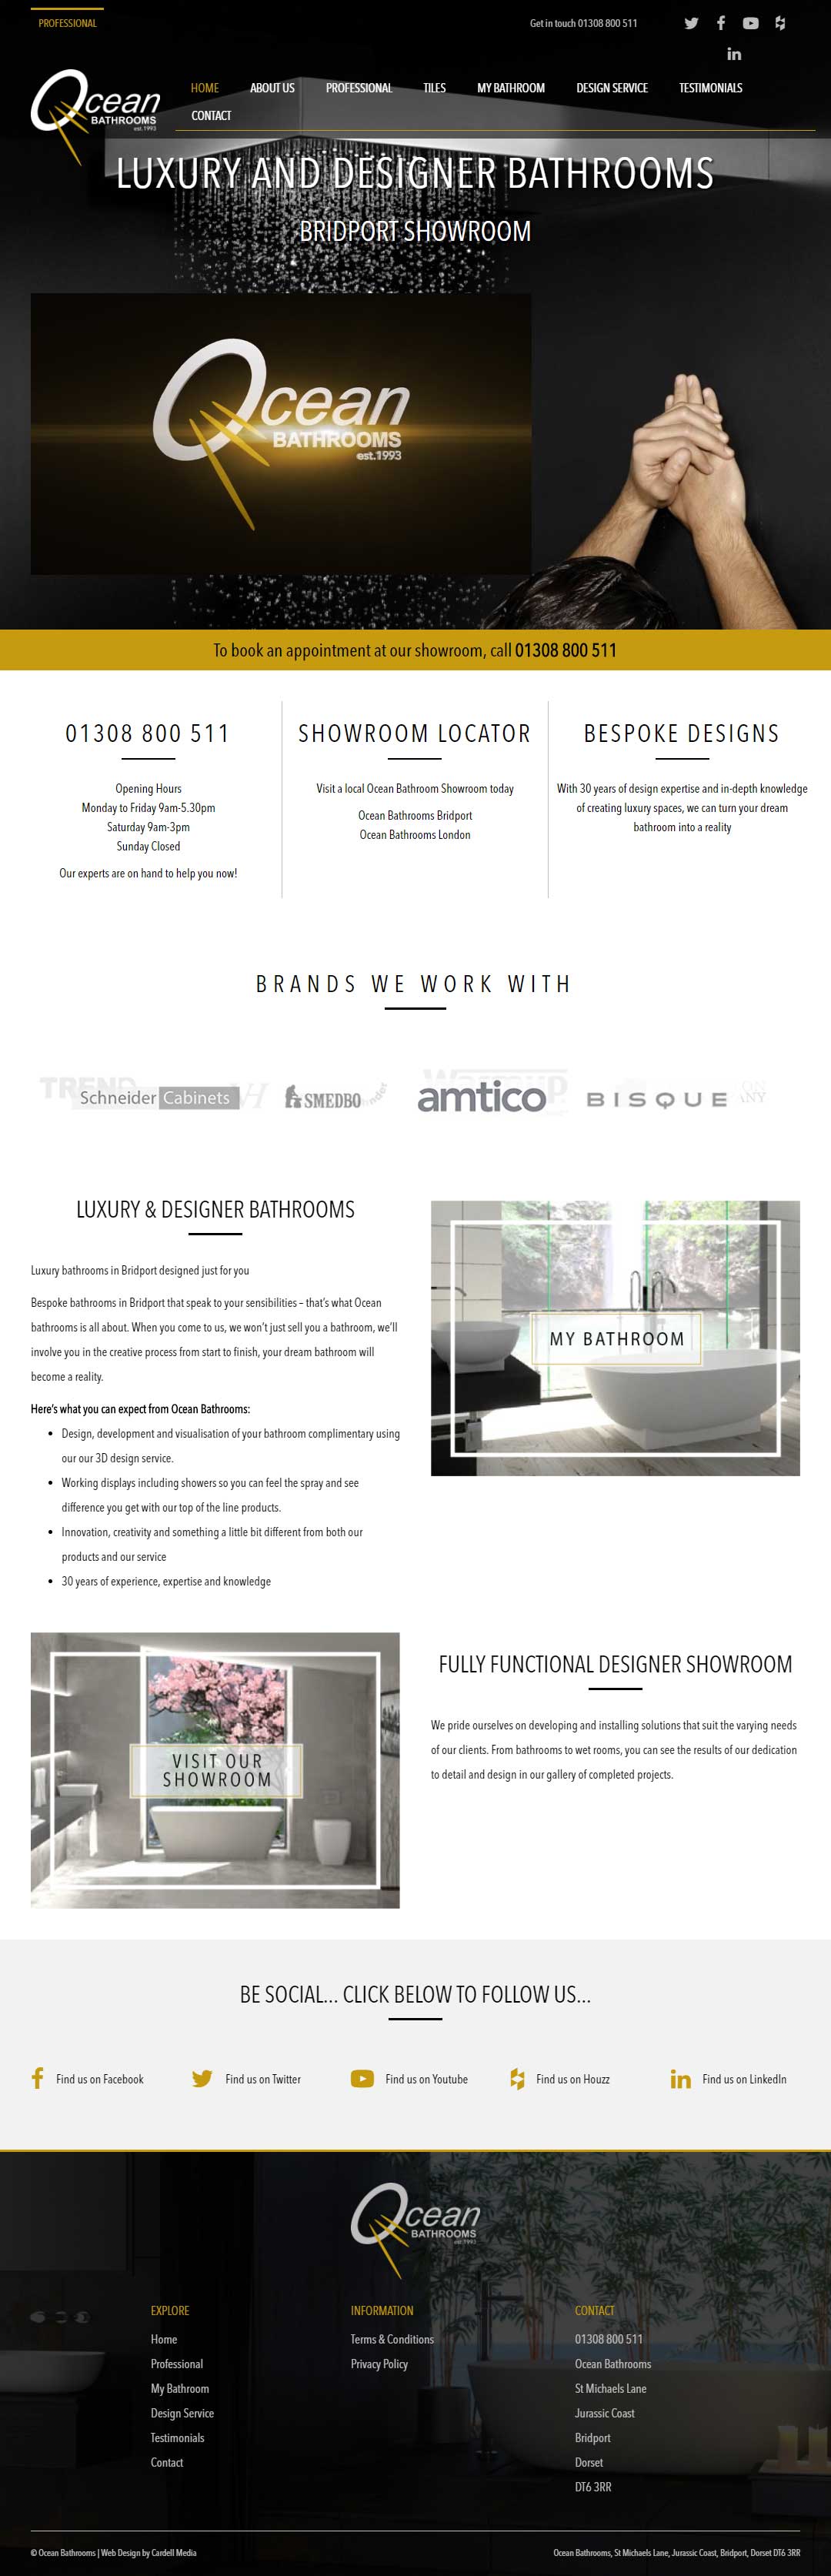 PROFESSIONAL
Get in touch 01308 800 511
Ocean
BATHROOMS
est.1993
HOME ABOUT US PROFESSIONAL TILES MY BATHROOM DESIGN SERVICE TESTIMONIALS
CONTACT
LUXURY AND DESIGNER BATHROOMS
BRIDPORT SHOWROOM
Ocean
BATHROOMS
est.1993
To book an appointment at our showroom, call 01308 800 511
01308 800 511
Opening Hours
Monday to Friday 9am-5.30pm
Saturday 9am-3pm
Sunday Closed
Our experts are on hand to help you now!
SHOWROOM LOCATOR
Visit a local Ocean Bathroom Showroom today
Ocean Bathrooms Bridport
Ocean Bathrooms London
BESPOKE DESIGNS
With 30 years of design expertise and in-depth knowledge
of creating luxury spaces, we can turn your dream
bathroom into a reality
BRANDS WE WORK WITH
TREND
Schneider Cabinets
SMEDBO
Warmup
amtico
BISQUE
LUXURY & DESIGNER BATHROOMS
Luxury bathrooms in Bridport designed just for you
Bespoke bathrooms in Bridport that speak to your sensibilities – that's what Ocean
bathrooms is all about. When you come to us, we won't just sell you a bathroom, we'll
involve you in the creative process from start to finish, your dream bathroom will
become a reality.
Here's what you can expect from Ocean Bathrooms:
• Design, development and visualisation of your bathroom complimentary using
our our 3D design service.
• Working displays including showers so you can feel the spray and see
difference you get with our top of the line products.
• Innovation, creativity and something a little bit different from both our
products and our service
• 30 years of experience, expertise and knowledge
MY BATHROOM
VISIT OUR
SHOWROOM
FULLY FUNCTIONAL DESIGNER SHOWROOM
We pride ourselves on developing and installing solutions that suit the varying needs
of our clients. From bathrooms to wet rooms, you can see the results of our dedication
to detail and design in our gallery of completed projects.
BE SOCIAL... CLICK BELOW TO FOLLOW US...
Find us on Facebook
Find us on Twitter
Find us on Youtube
Find us on Houzz
Find us on LinkedIn
Ocean
BATHROOMS
est.1993
EXPLORE
Home
Professional
My Bathroom
Design Service
Testimonials
Contact
INFORMATION
Terms & Conditions
Privacy Policy
CONTACT
01308 800 511
Ocean Bathrooms
St Michaels Lane
Jurassic Coast
Bridport
Dorset
DT6 3RR
© Ocean Bathrooms | Web Design by Cardell Media
Ocean Bathrooms, St Michaels Lane, Jurassic Coast, Bridport, Dorset DT6 3RR